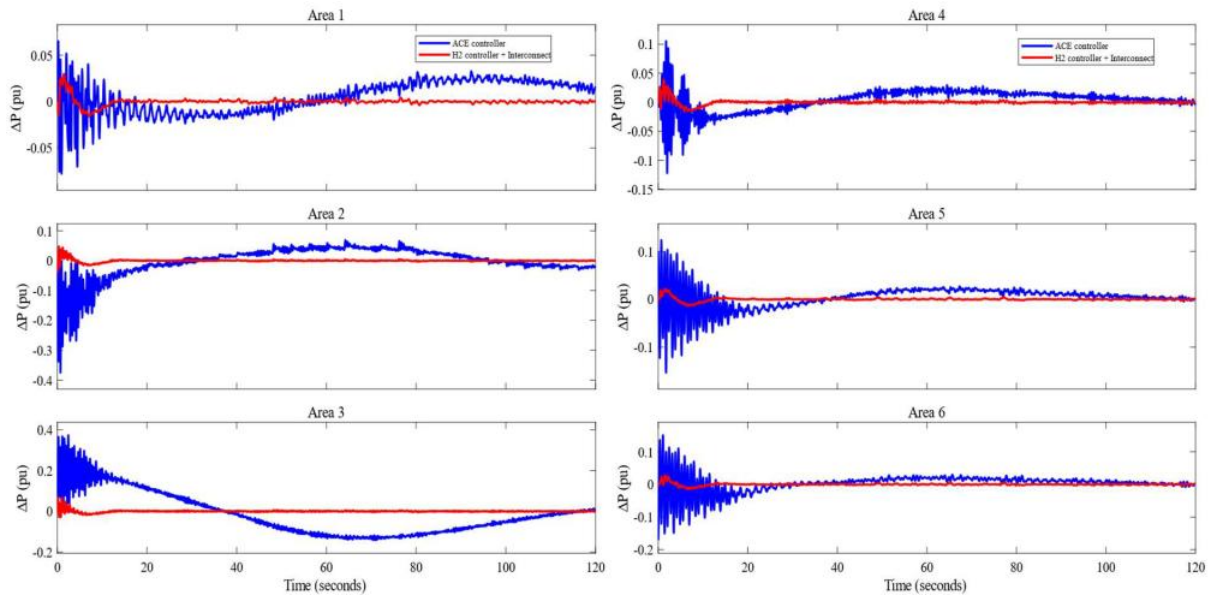 Area 1
ACE controller
H2 controller + Interconnect
0.05
0
-0.05
ΔP (pu)
Area 2
0.1
0
-0.1
-0.2
-0.3
-0.4
ΔP (pu)
Area 3
0.4
0.2
0
-0.2
ΔP (pu)
0 20 40 60 80 100 120
Time (seconds)
Area 4
ACE controller
H2 controller + Interconnect
0.1
0.05
0
-0.05
-0.1
-0.15
ΔP (pu)
Area 5
0.1
0
-0.1
ΔP (pu)
Area 6
0.1
0
-0.1
-0.2
ΔP (pu)
0 20 40 60 80 100 120
Time (seconds)